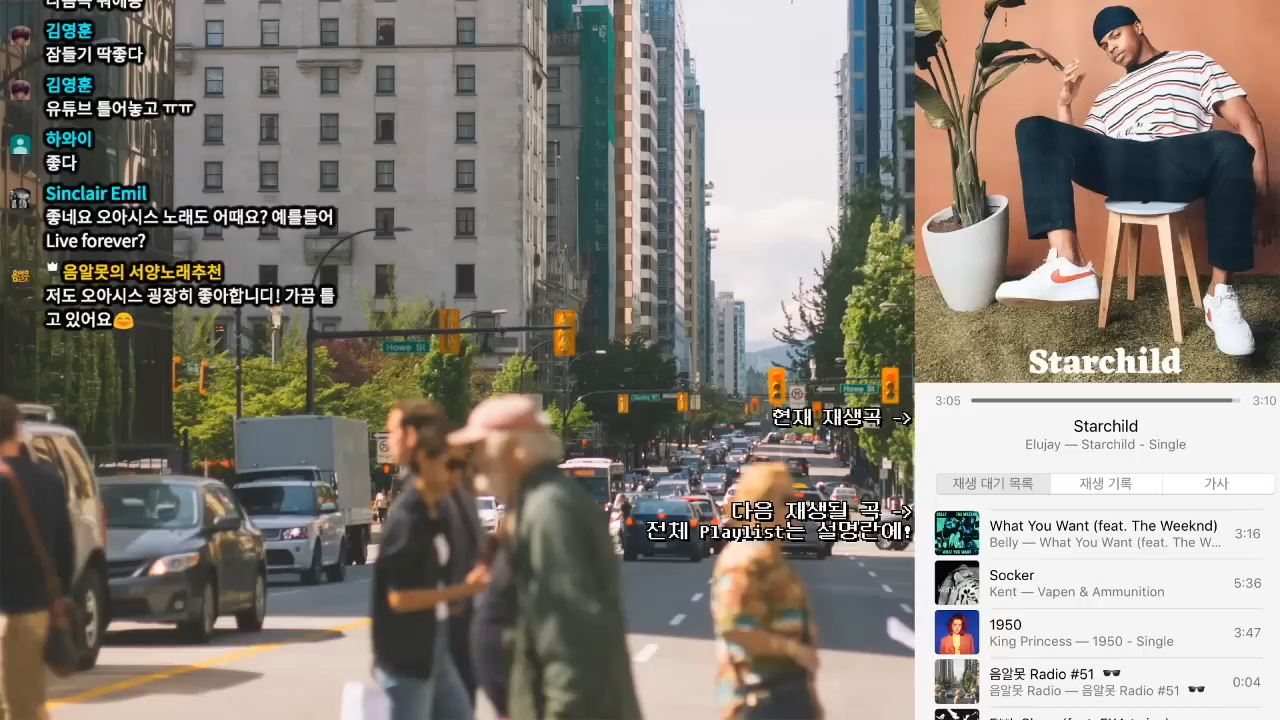 김영훈
잠들기 딱좋다
김영훈
유튜브 틀어놓고 ㅠㅠ
하와이
좋다
Sinclair Emil
좋네요 오아시스 노래도 어때요? 예를들어
Live forever?
음알못의 서양노래추천
저도 오아시스 굉장히 좋아합니다! 가끔 틀
고 있어요😊
Howe St
Howe St
현재 재생곡 ->
다음 재생될 곡 ->
전체 Playlist는 설명란에!
Starchild
3:05
3:10
Starchild
Elujay — Starchild - Single
재생 대기 목록
재생 기록
가사
What You Want (feat. The Weeknd)
Belly — What You Want (feat. The W...
3:16
Socker
Kent — Vapen & Ammunition
5:36
1950
King Princess — 1950 - Single
3:47
음알못 Radio #51 🕶️
음알못 Radio — 음알못 Radio #51 🕶️
0:04